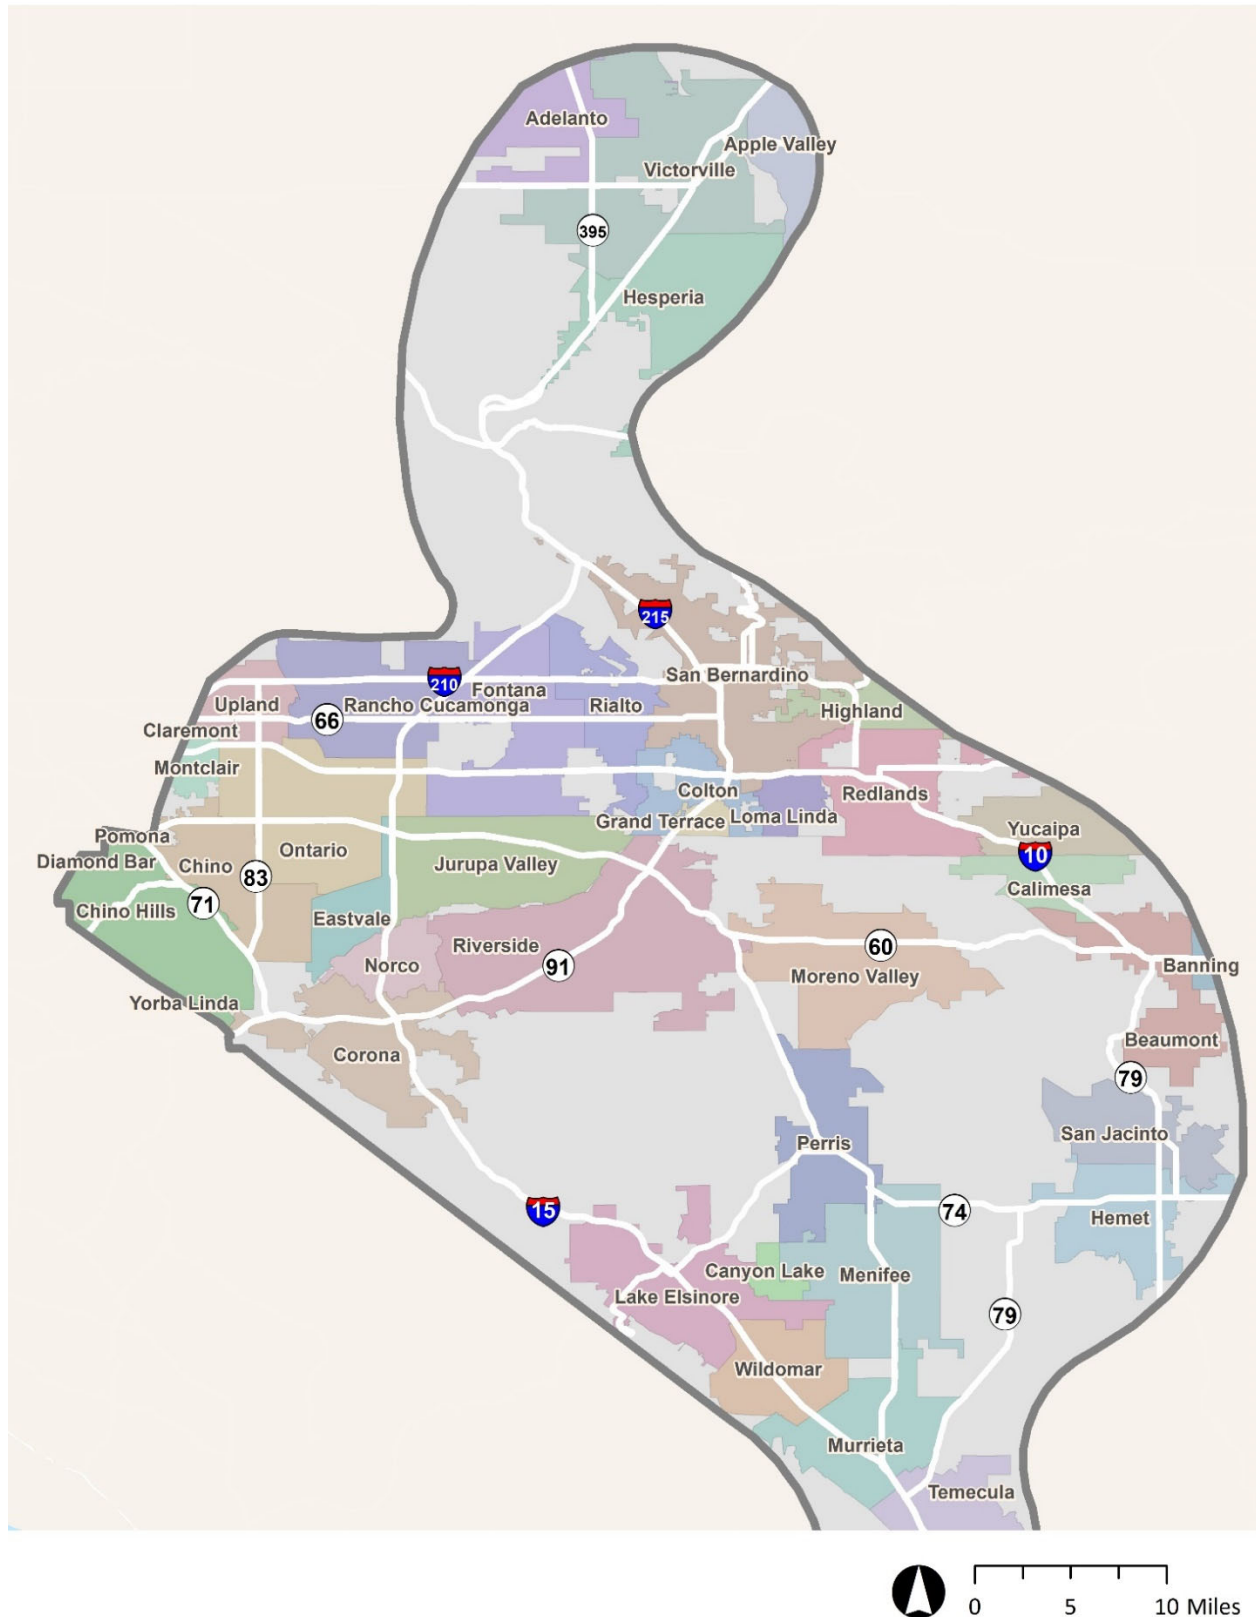 Adelanto
Apple Valley
Victorville
395
Hesperia
215
San Bernardino
210
Fontana
Upland
Rancho Cucamonga
Rialto
Highland
66
Claremont
Montclair
Colton
Redlands
Grand Terrace
Loma Linda
Yucaipa
Pomona
Ontario
10
Diamond Bar
Chino
Jurupa Valley
83
Calimesa
Chino Hills
71
Eastvale
Riverside
60
91
Norco
Moreno Valley
Banning
Yorba Linda
Corona
Beaumont
79
San Jacinto
Perris
15
74
Hemet
Canyon Lake
Menifee
Lake Elsinore
79
Wildomar
Murrieta
Temecula
0 5 10 Miles